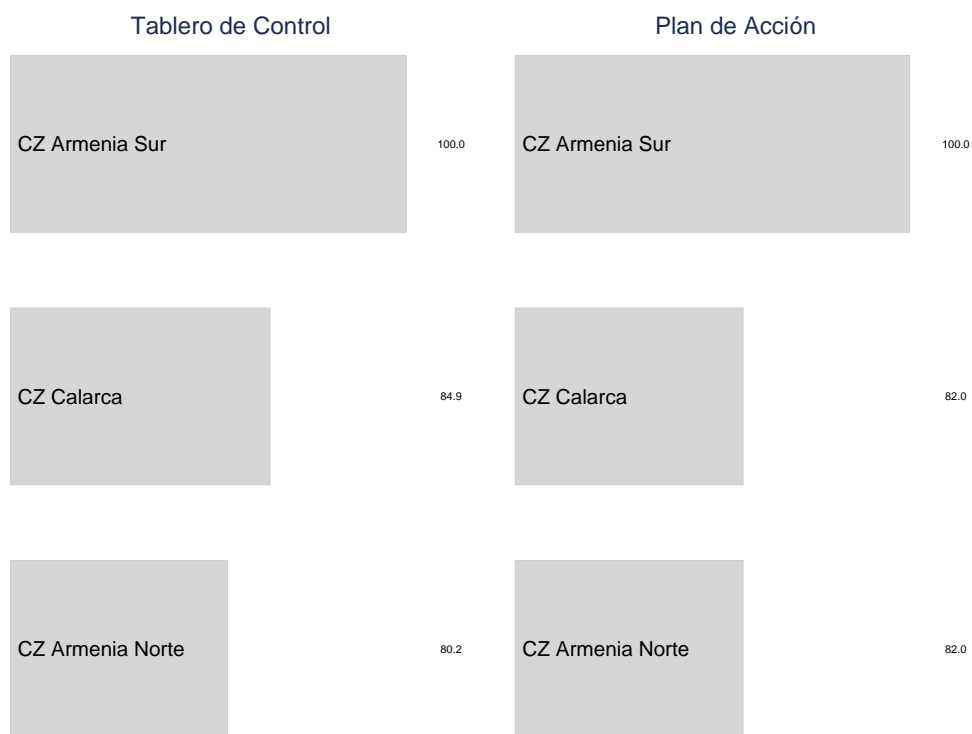 Tablero de Control
Plan de Acción
CZ Armenia Sur
100.0
CZ Armenia Sur
100.0
CZ Calarca
84.9
CZ Calarca
82.0
CZ Armenia Norte
80.2
CZ Armenia Norte
82.0